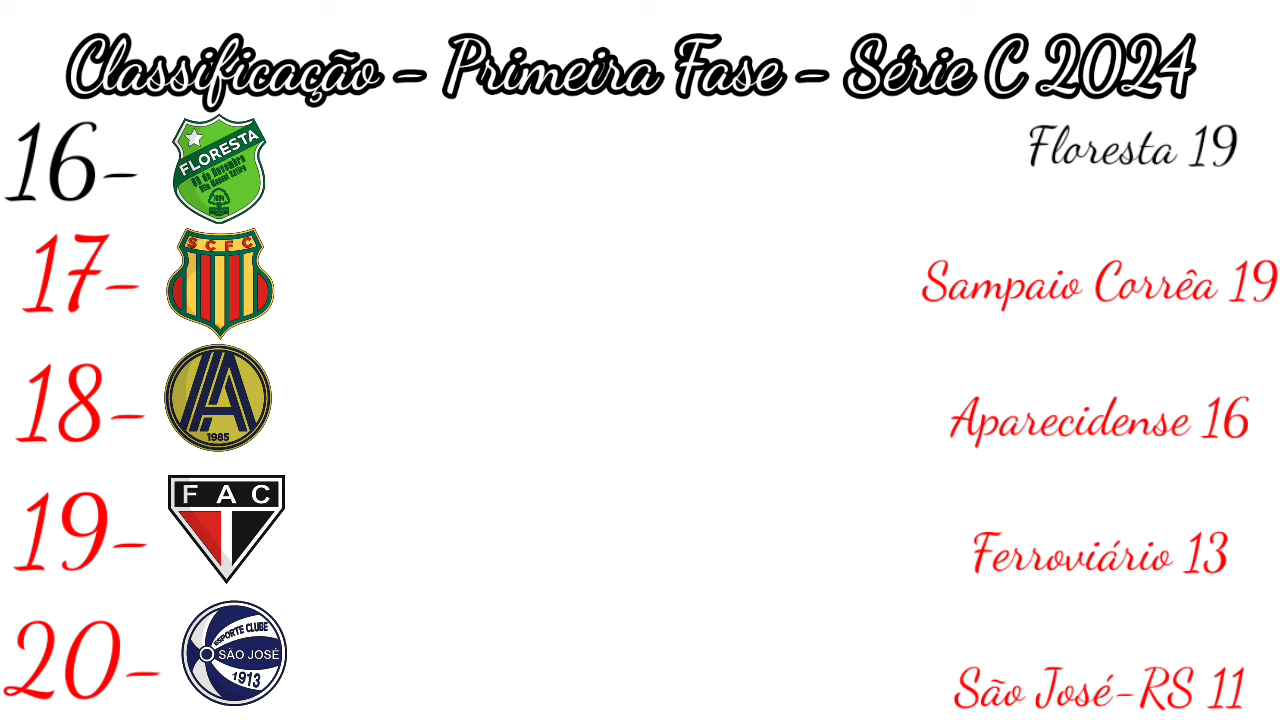 Classificação - Primeira Fase - Série C 2024
16-
FLORESTA
1954
Floresta 19
17-
SCFC
Sampaio Corrêa 19
18-
A
1985
Aparecidense 16
19-
FAC
Ferroviário 13
20-
ESPORTE CLUBE
SÃO JOSÉ
1913
São José-RS 11